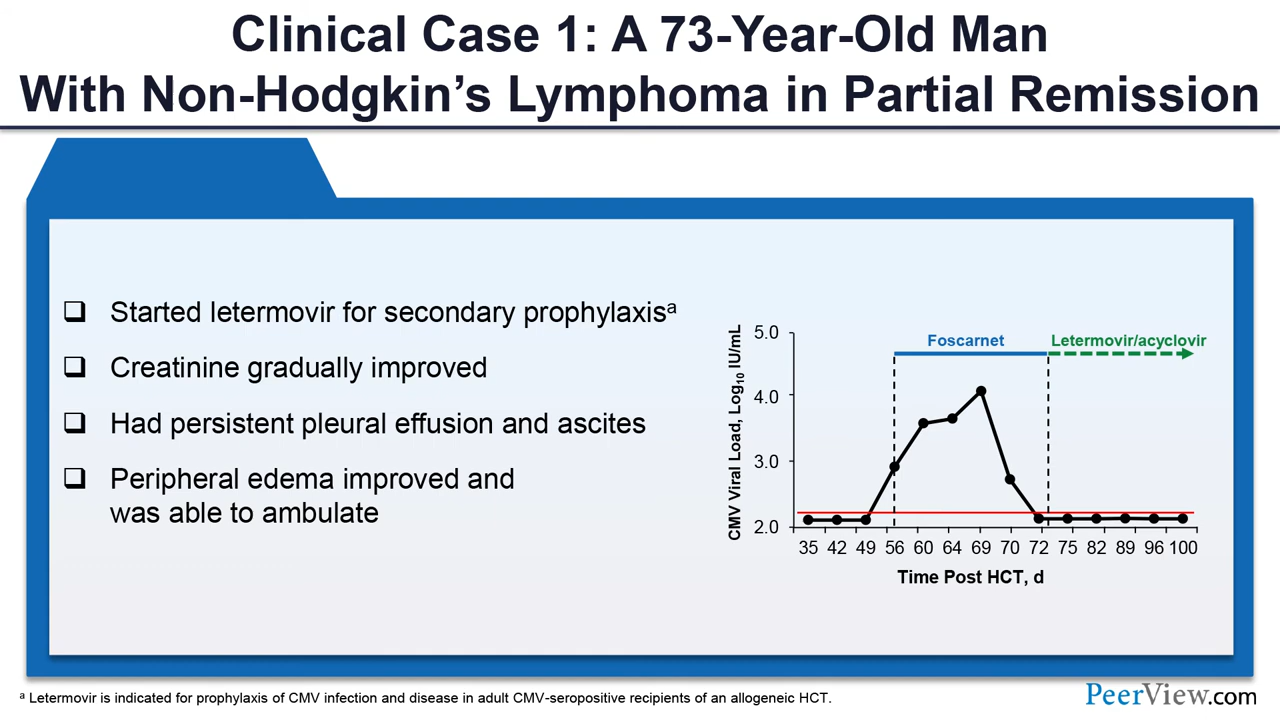 Clinical Case 1: A 73-Year-Old Man
With Non-Hodgkin’s Lymphoma in Partial Remission
❑ Started letermovir for secondary prophylaxisᵃ
❑ Creatinine gradually improved
❑ Had persistent pleural effusion and ascites
❑ Peripheral edema improved and
was able to ambulate
CMV Viral Load, Log₁₀ IU/mL
5.0
4.0
3.0
2.0
Foscarnet
Letermovir/acyclovir
35 42 49 56 60 64 69 70 72 75 82 89 96 100
Time Post HCT, d
ᵃ Letermovir is indicated for prophylaxis of CMV infection and disease in adult CMV-seropositive recipients of an allogeneic HCT.
PeerView.com